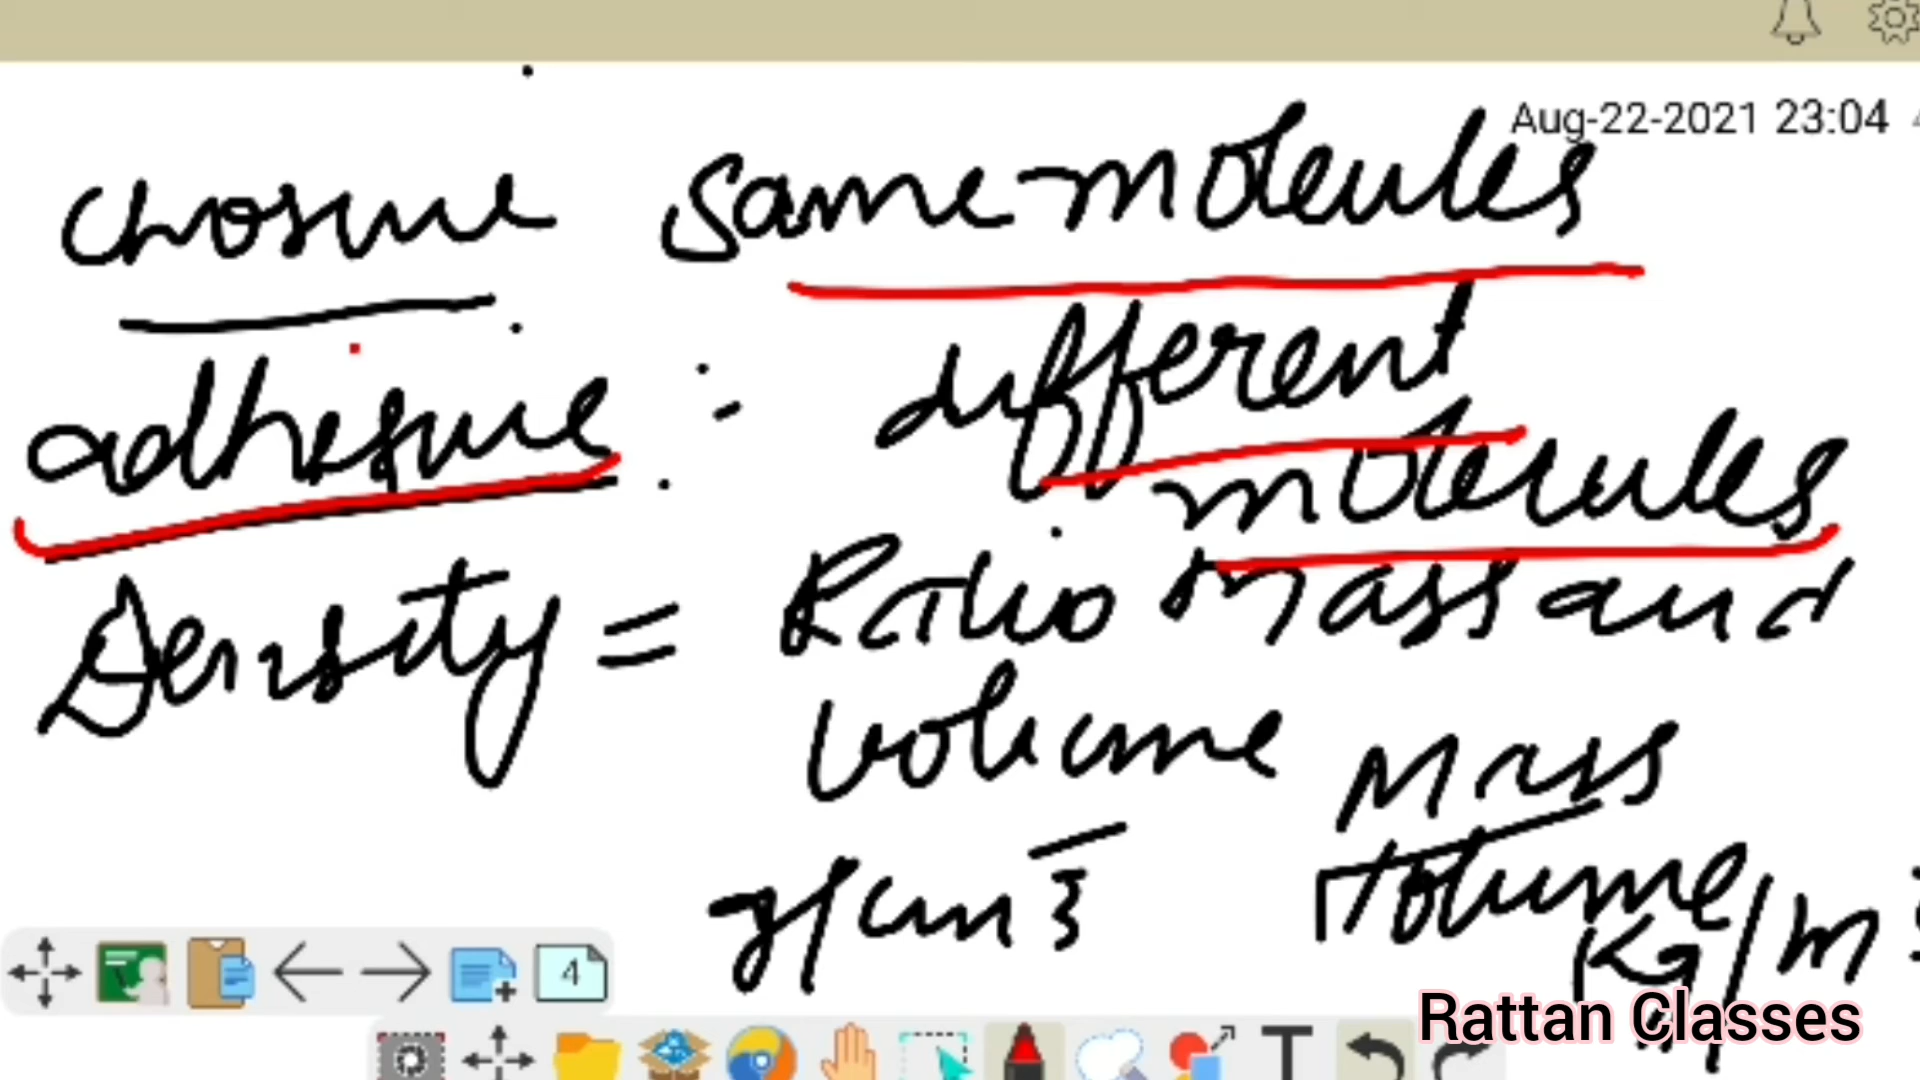 Aug-22-2021 23:04
chosive same molecules
adhesive : different
molecules
Density = Ratio Mass and
volume
Mass
Volume
g/cm3
Kg/m3
4
T
Rattan Classes